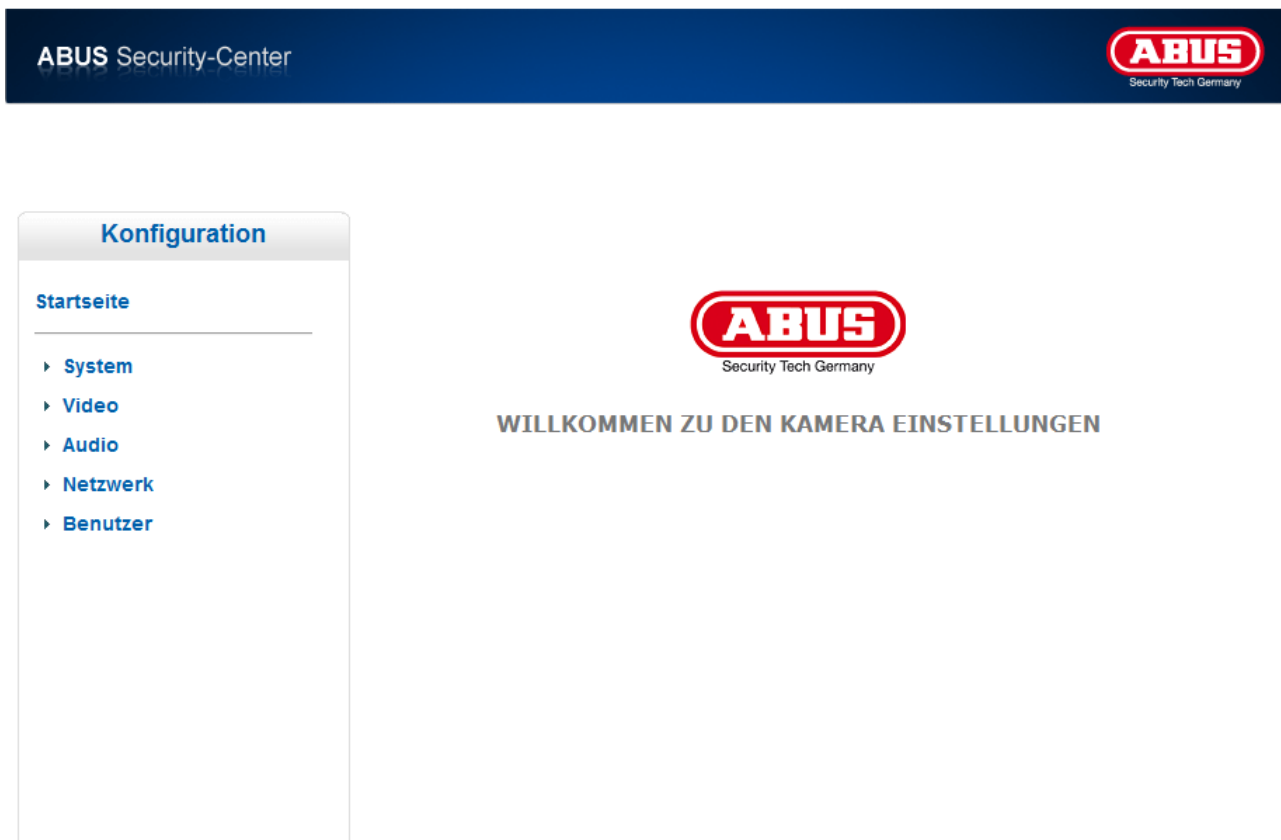 ABUS Security-Center
ABUS
Security Tech Germany
Konfiguration
Startseite
System
Video
Audio
Netzwerk
Benutzer
ABUS
Security Tech Germany
WILLKOMMEN ZU DEN KAMERA EINSTELLUNGEN